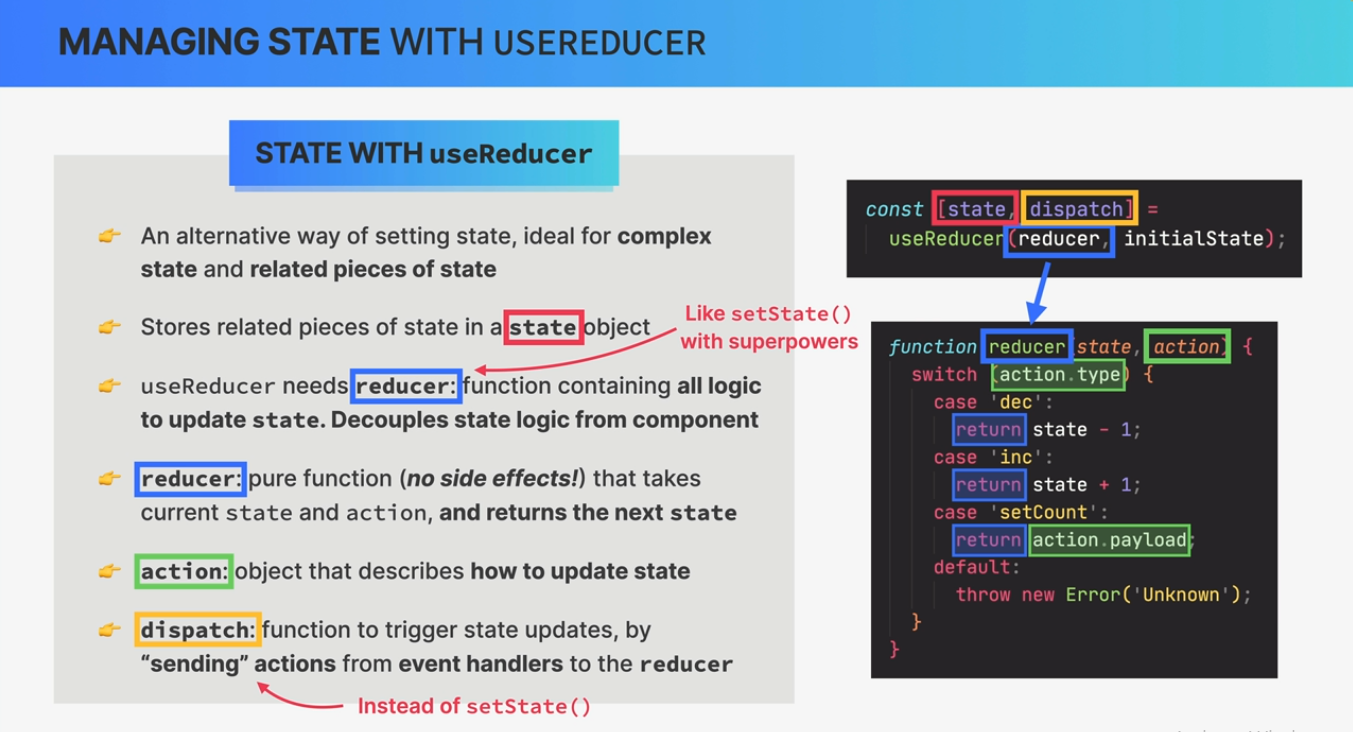 MANAGING STATE WITH USEREDUCER
STATE WITH useReducer
👉 An alternative way of setting state, ideal for complex
state and related pieces of state
👉 Stores related pieces of state in a state object
👉 useReducer needs reducer: function containing all logic
to update state. Decouples state logic from component
👉 reducer: pure function (no side effects!) that takes
current state and action, and returns the next state
👉 action: object that describes how to update state
👉 dispatch: function to trigger state updates, by
“sending” actions from event handlers to the reducer
Like setState()
with superpowers
Instead of setState()
const [state, dispatch] =
useReducer(reducer, initialState);
function reducer(state, action) {
switch (action.type) {
case 'dec':
return state - 1;
case 'inc':
return state + 1;
case 'setCount':
return action.payload;
default:
throw new Error('Unknown');
}
}